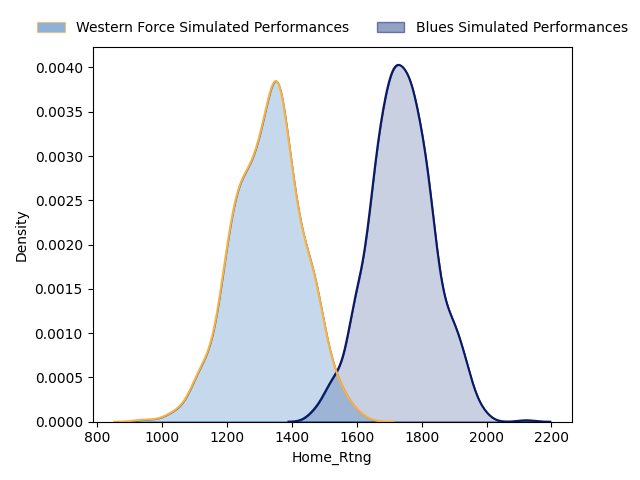 Western Force Simulated Performances Blues Simulated Performances
0.0040
0.0035
0.0030
0.0025
0.0020
0.0015
0.0010
0.0005
0.0000
Density
800 1000 1200 1400 1600 1800 2000 2200
Home_Rtng